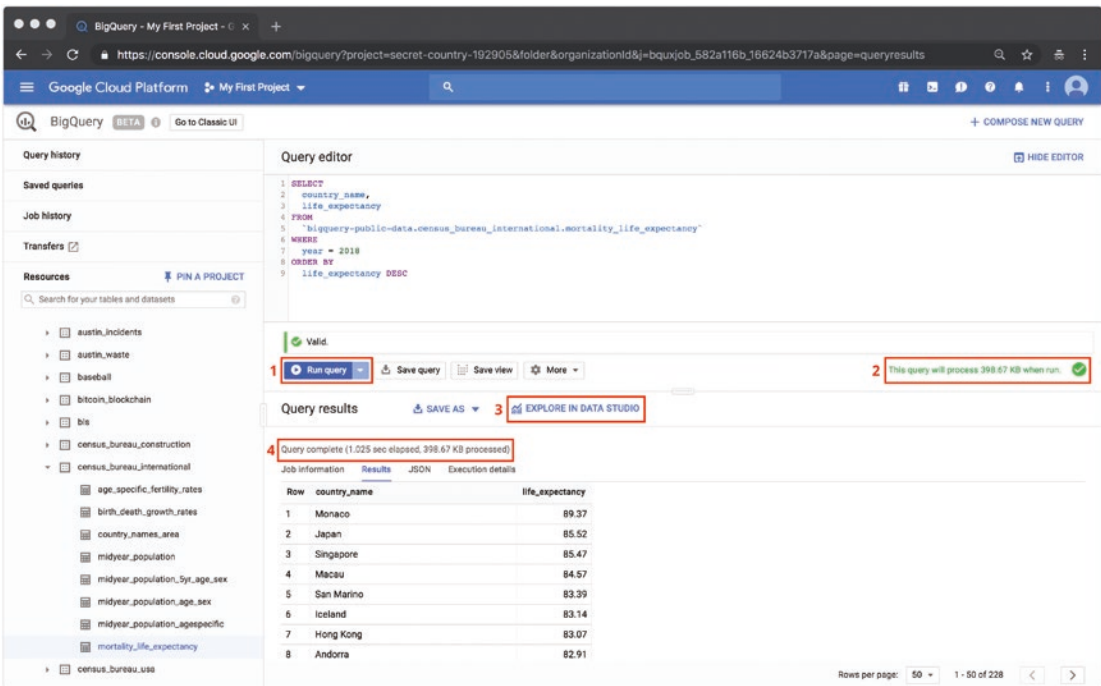 BigQuery - My First Project - G
https://console.cloud.google.com/bigquery?project=secret-country-192905&folder&organizationId&j=bquxjob_582a116b_16624b3717a&page=queryresults
Google Cloud Platform My First Project
BigQuery BETA Go to Classic UI + COMPOSE NEW QUERY
Query history
Saved queries
Job history
Transfers
Resources PIN A PROJECT
Search for your tables and datasets
austin_incidents
austin_waste
baseball
bitcoin_blockchain
bls
census_bureau_construction
census_bureau_international
age_specific_fertility_rates
birth_death_growth_rates
country_names_area
midyear_population
midyear_population_5yr_age_sex
midyear_population_age_sex
midyear_population_agespecific
mortality_life_expectancy
census_bureau_usa
Query editor HIDE EDITOR
1 SELECT
2 country_name,
3 life_expectancy
4 FROM
5 `bigquery-public-data.census_bureau_international.mortality_life_expectancy`
6 WHERE
7 year = 2018
8 ORDER BY
9 life_expectancy DESC
Valid.
1 Run query Save query Save view More 2 This query will process 398.67 KB when run.
Query results SAVE AS 3 EXPLORE IN DATA STUDIO
4 Query complete (1.025 sec elapsed, 398.67 KB processed)
Job information Results JSON Execution details
Row country_name life_expectancy
1 Monaco 89.37
2 Japan 85.52
3 Singapore 85.47
4 Macau 84.57
5 San Marino 83.39
6 Iceland 83.14
7 Hong Kong 83.07
8 Andorra 82.91
Rows per page: 50 1 - 50 of 228